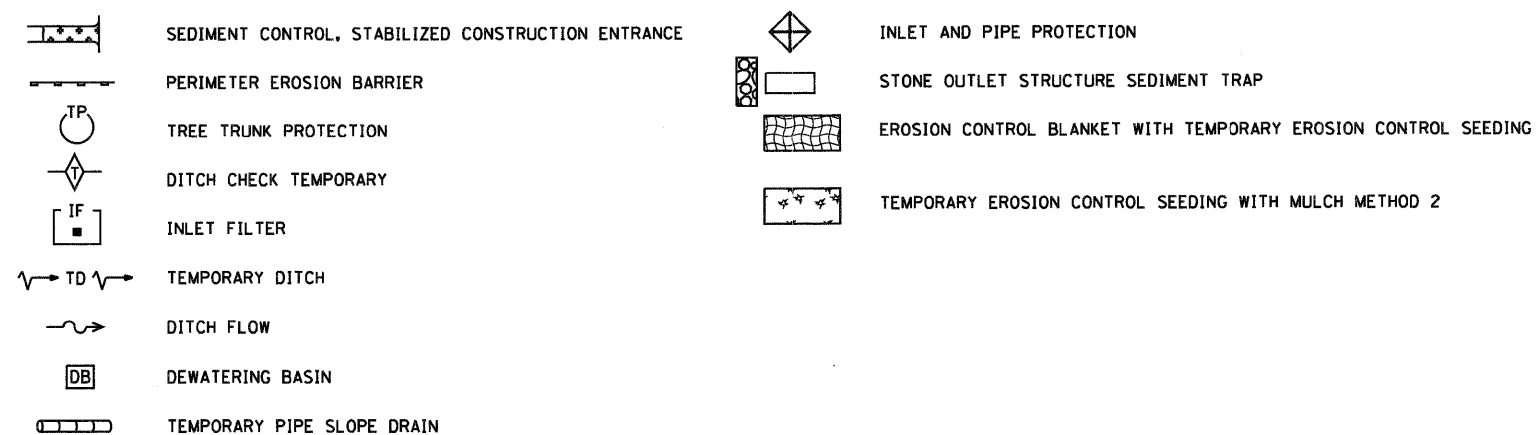 SEDIMENT CONTROL, STABILIZED CONSTRUCTION ENTRANCE
PERIMETER EROSION BARRIER
TP
TREE TRUNK PROTECTION
T
DITCH CHECK TEMPORARY
IF
INLET FILTER
TD
TEMPORARY DITCH
DITCH FLOW
DB
DEWATERING BASIN
TEMPORARY PIPE SLOPE DRAIN
INLET AND PIPE PROTECTION
STONE OUTLET STRUCTURE SEDIMENT TRAP
EROSION CONTROL BLANKET WITH TEMPORARY EROSION CONTROL SEEDING
TEMPORARY EROSION CONTROL SEEDING WITH MULCH METHOD 2